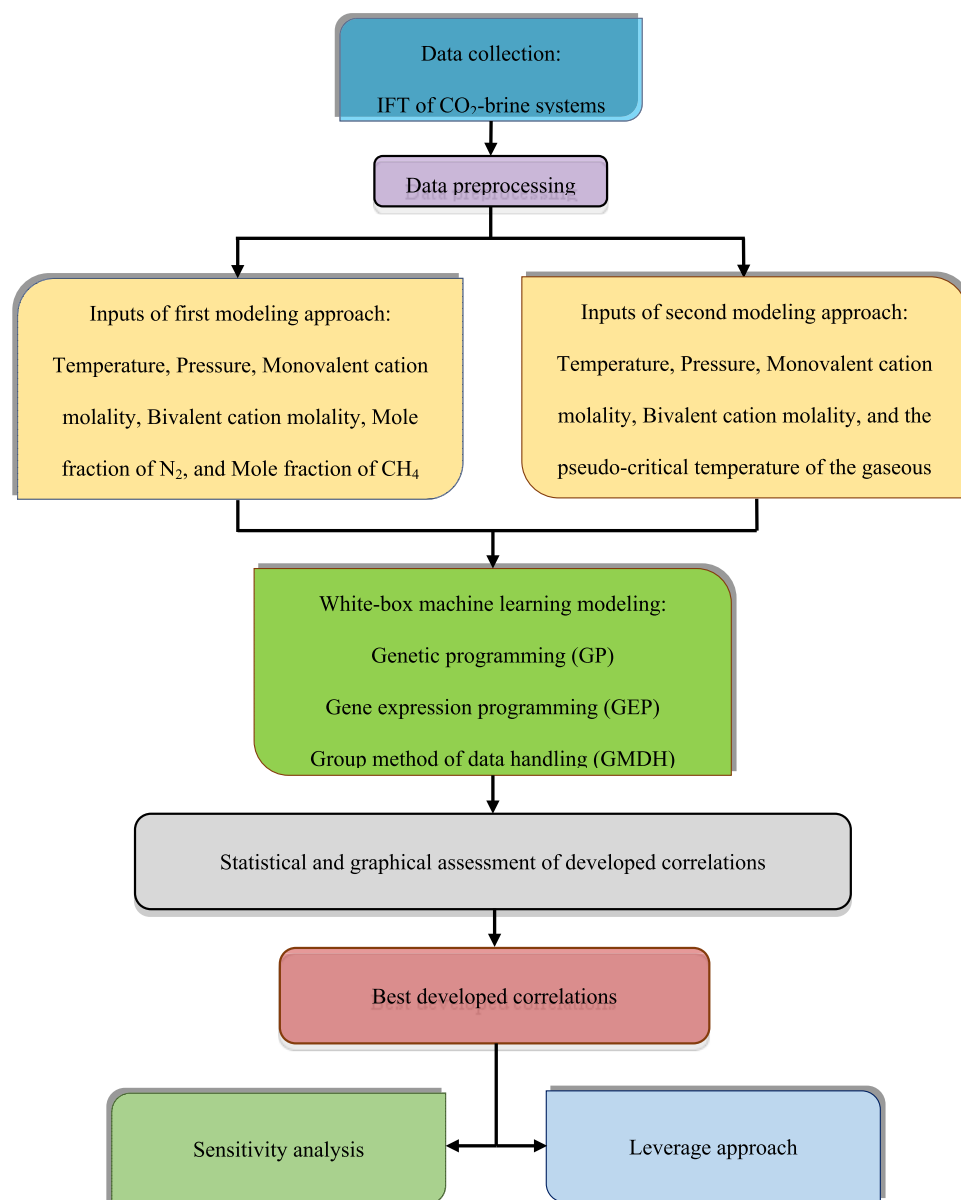 Data collection:
IFT of CO₂-brine systems
Data preprocessing
Inputs of first modeling approach:
Temperature, Pressure, Monovalent cation
molality, Bivalent cation molality, Mole
fraction of N₂, and Mole fraction of CH₄
Inputs of second modeling approach:
Temperature, Pressure, Monovalent cation
molality, Bivalent cation molality, and the
pseudo-critical temperature of the gaseous
White-box machine learning modeling:
Genetic programming (GP)
Gene expression programming (GEP)
Group method of data handling (GMDH)
Statistical and graphical assessment of developed correlations
Best developed correlations
Sensitivity analysis
Leverage approach